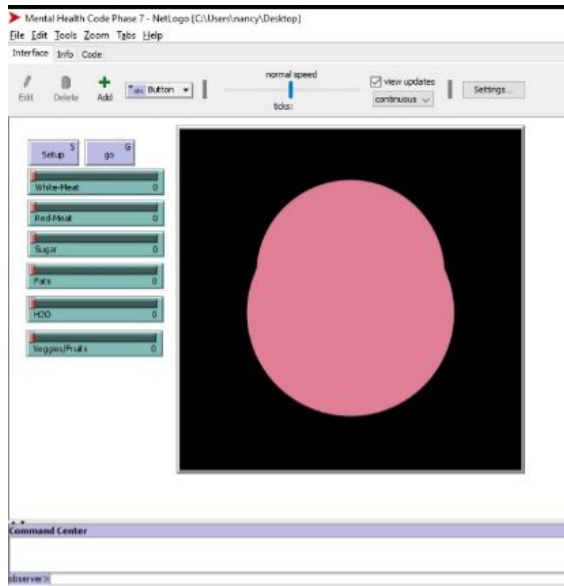 Mental Health Code Phase 7 - NetLogo {C:\Users\nancy\Desktop}
File Edit Tools Zoom Tabs Help
Interface Info Code
Edit Delete Add Button normal speed ticks: view updates continuous Settings...
Setup S go G
White-Meat 0
Red-Meat 0
Sugar 0
Fats 0
H2O 0
Veggies/Fruits 0
Command Center
observer>